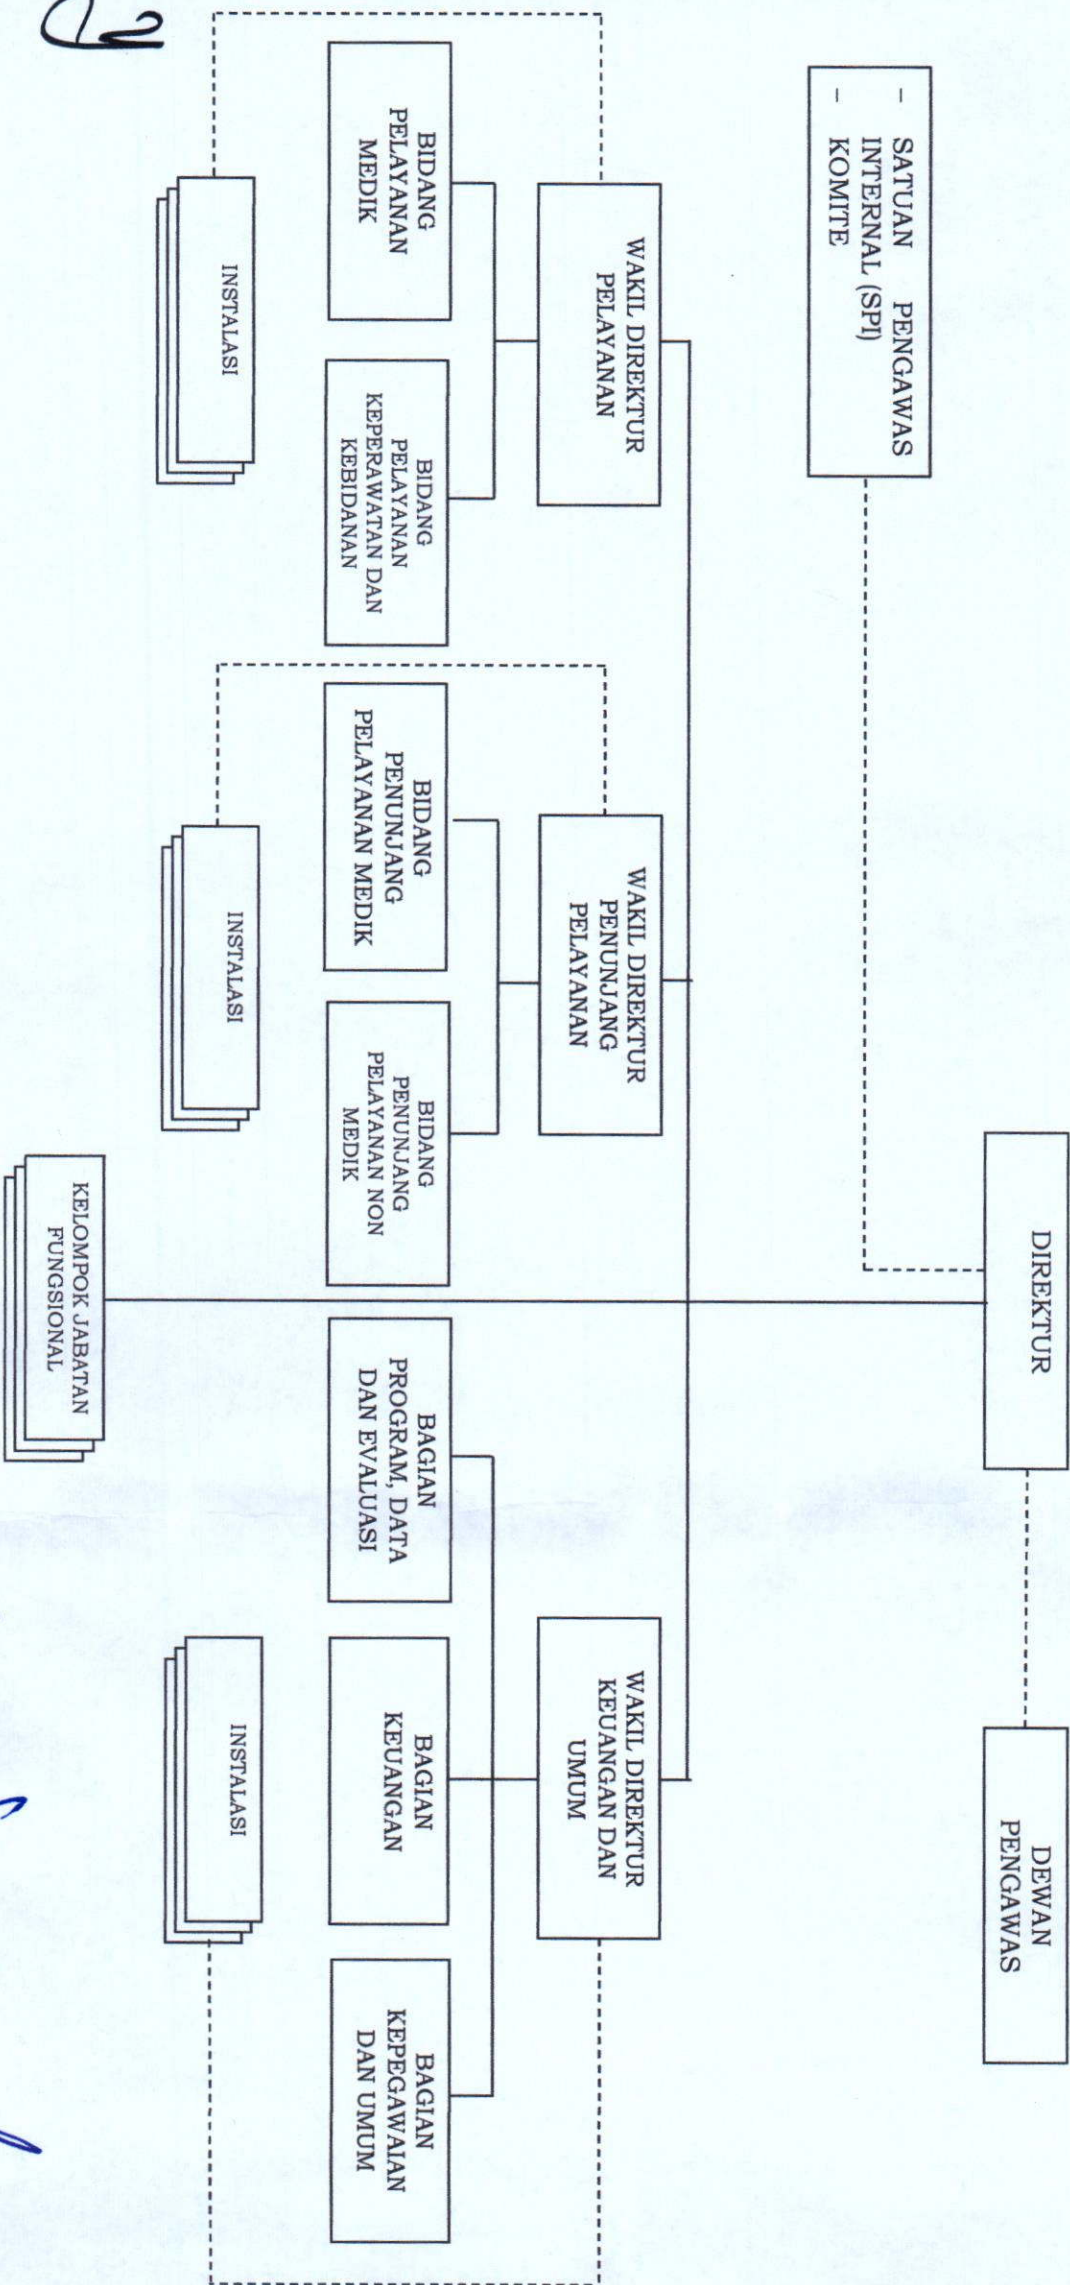 DIREKTUR
DEWAN
PENGAWAS
– SATUAN PENGAWAS
INTERNAL (SPI)
– KOMITE
WAKIL DIREKTUR
PELAYANAN
WAKIL DIREKTUR
PENUNJANG
PELAYANAN
WAKIL DIREKTUR
KEUANGAN DAN
UMUM
BIDANG
PELAYANAN
MEDIK
BIDANG
PELAYANAN
KEPERAWATAN DAN
KEBIDANAN
BIDANG
PENUNJANG
PELAYANAN MEDIK
BIDANG
PENUNJANG
PELAYANAN NON
MEDIK
BAGIAN
PROGRAM, DATA
DAN EVALUASI
BAGIAN
KEUANGAN
BAGIAN
KEPEGAWAIAN
DAN UMUM
INSTALASI
INSTALASI
INSTALASI
KELOMPOK JABATAN
FUNGSIONAL